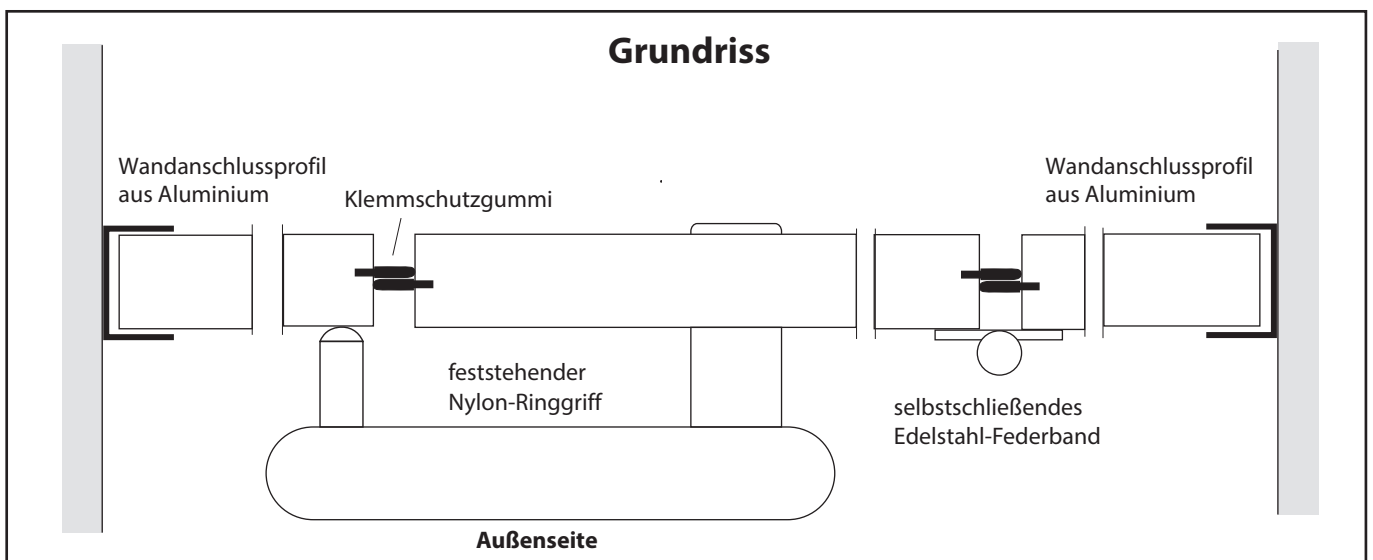 Grundriss
Wandanschlussprofil
aus Aluminium
Klemmschutzgummi
Wandanschlussprofil
aus Aluminium
feststehender
Nylon-Ringgriff
selbstschließendes
Edelstahl-Federband
Außenseite